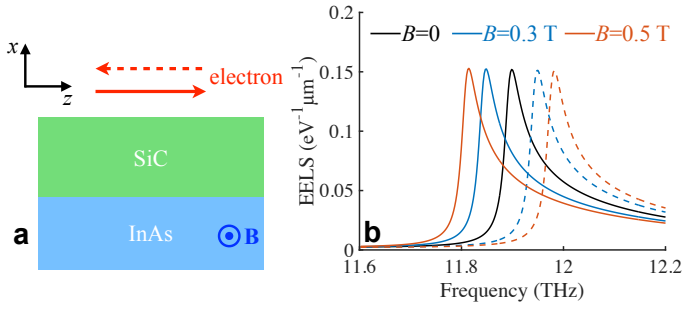 x
z
electron
SiC
InAs
B
a
B=0 B=0.3 T B=0.5 T
0.2
0.15
0.1
0.05
0
EELS (eV⁻¹μm⁻¹)
b
11.6 11.8 12 12.2
Frequency (THz)